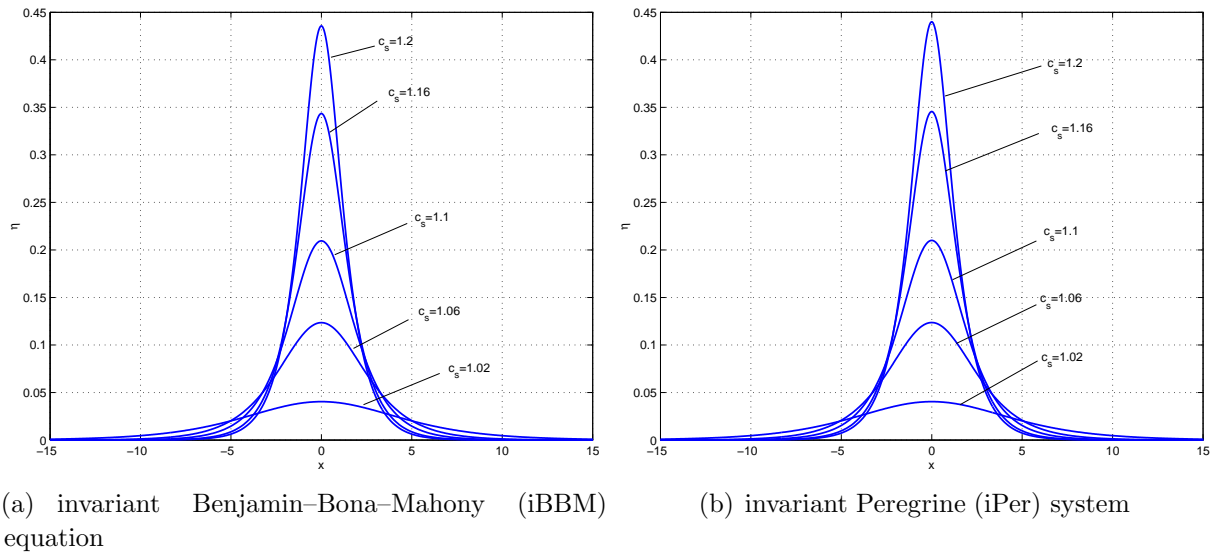 0.45
0.4
0.35
0.3
0.25
0.2
0.15
0.1
0.05
0
−15
−10
−5
0
5
10
15
x
η
c_s=1.2
c_s=1.16
c_s=1.1
c_s=1.06
c_s=1.02
(a) invariant Benjamin–Bona–Mahony (iBBM)
equation
0.45
0.4
0.35
0.3
0.25
0.2
0.15
0.1
0.05
0
−15
−10
−5
0
5
10
15
x
η
c_s=1.2
c_s=1.16
c_s=1.1
c_s=1.06
c_s=1.02
(b) invariant Peregrine (iPer) system